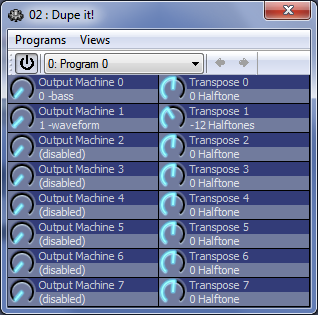 02 : Dupe it!
Programs Views
0: Program 0
Output Machine 0 Transpose 0
0 -bass 0 Halftone
Output Machine 1 Transpose 1
1 -waveform -12 Halftones
Output Machine 2 Transpose 2
(disabled) 0 Halftone
Output Machine 3 Transpose 3
(disabled) 0 Halftone
Output Machine 4 Transpose 4
(disabled) 0 Halftone
Output Machine 5 Transpose 5
(disabled) 0 Halftone
Output Machine 6 Transpose 6
(disabled) 0 Halftone
Output Machine 7 Transpose 7
(disabled) 0 Halftone